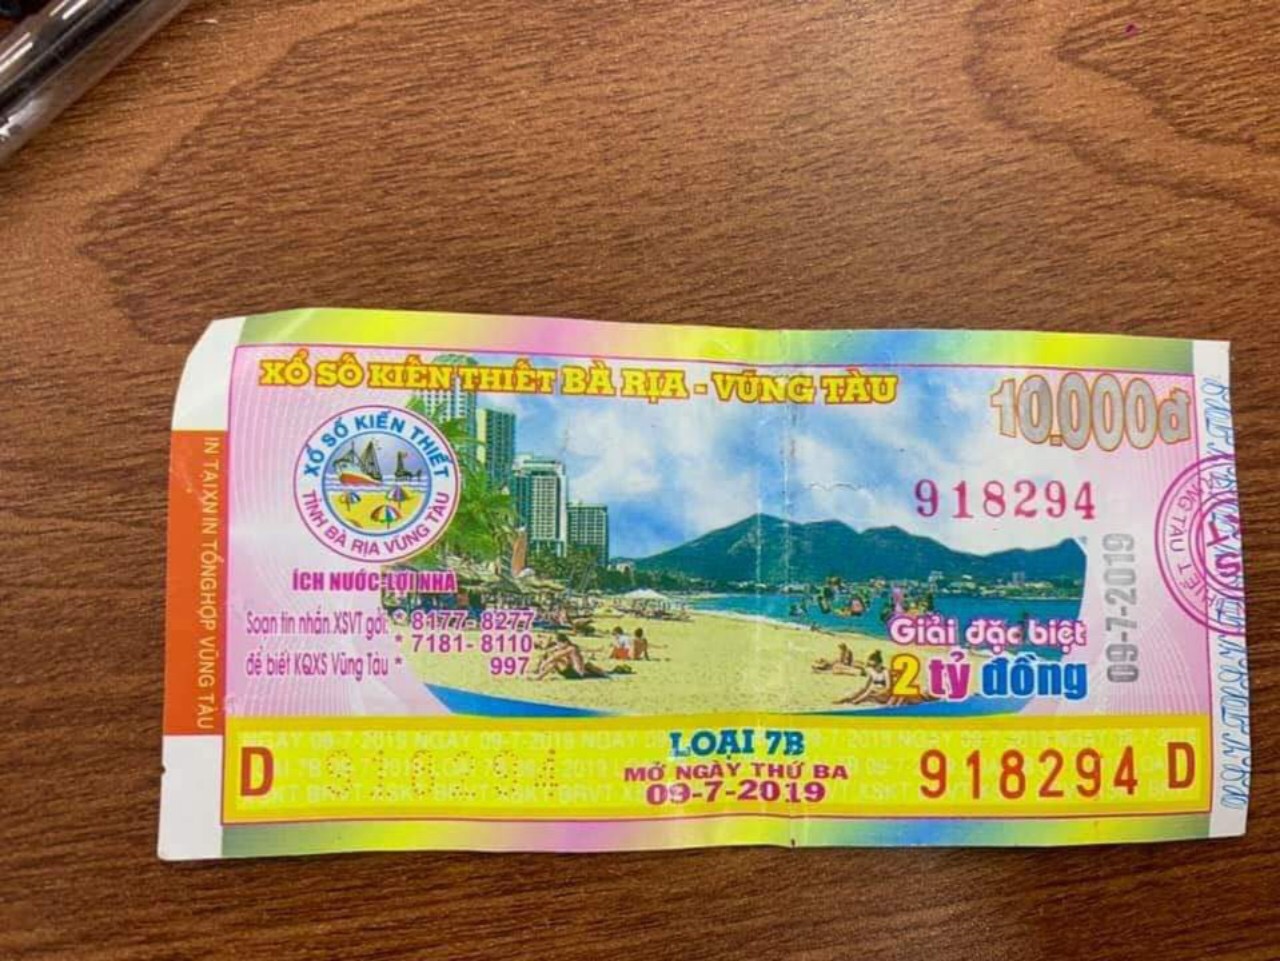 XỔ SỐ KIẾN THIẾT BÀ RỊA - VŨNG TÀU
10.000đ
XỔ SỐ KIẾN THIẾT
TỈNH BÀ RỊA VŨNG TÀU
918294
ÍCH NƯỚC-LỢI NHÀ
Soạn tin nhắn XSVT gởi: * 8177- 8277
* 7181- 8110
để biết KQXS Vũng Tàu * 997
Giải đặc biệt
2 tỷ đồng
09-7-2019
IN TẠI XN IN TỔNG HỢP VŨNG TÀU
D
LOẠI 7B
MỞ NGÀY THỨ BA
09-7-2019
918294 D